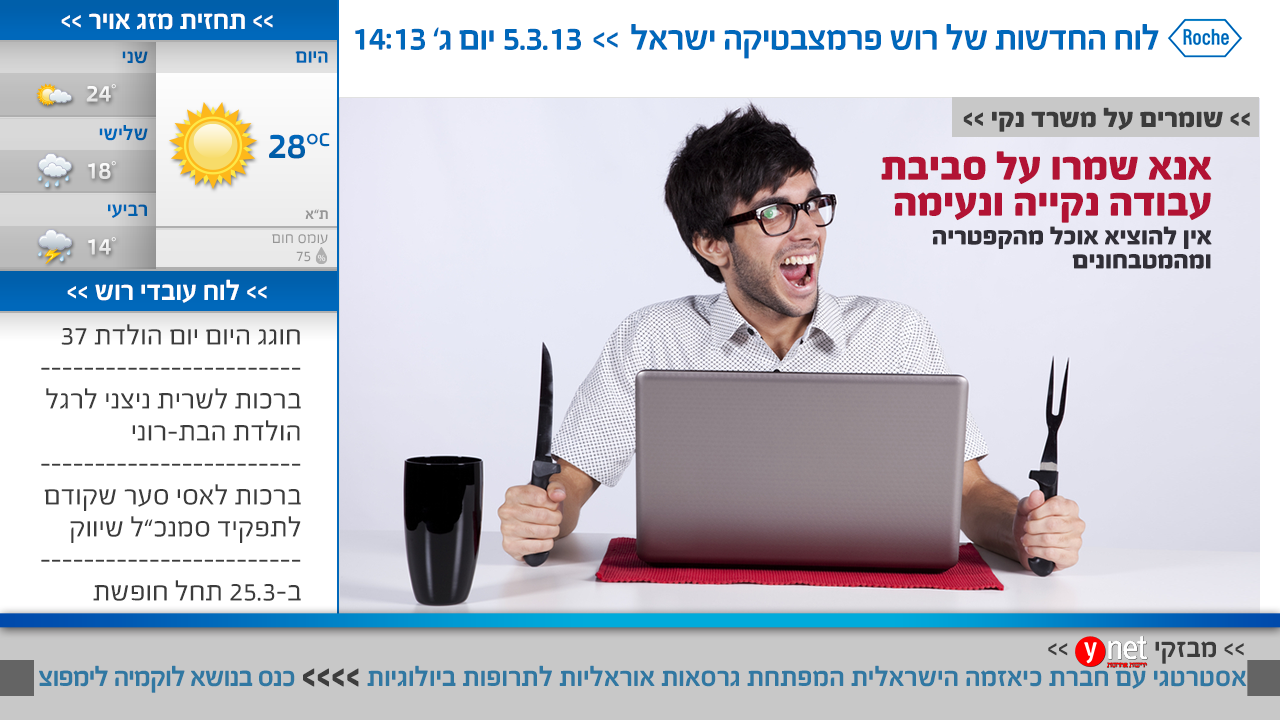 לוח החדשות של רוש פרמצבטיקה ישראל >> 5.3.13 יום ג' 14:13
Roche
>> תחזית מזג אויר >>
היום
28°C
ת״א
עומס חום
75
שני
24°
שלישי
18°
רביעי
14°
>> שומרים על משרד נקי >>
אנא שמרו על סביבת
עבודה נקייה ונעימה
אין להוציא אוכל מהקפטריה
ומהמטבחונים
>> לוח עובדי רוש >>
חוגג היום יום הולדת 37
ברכות לשרית ניצני לרגל
הולדת הבת-רוני
ברכות לאסי סער שקודם
לתפקיד סמנכ״ל שיווק
ב-25.3 תחל חופשת
>> מבזקי ynet >>
ידיעות אחרונות
אסטרטגי עם חברת כיאזמה הישראלית המפתחת גרסאות אוראליות לתרופות ביולוגיות >>>> כנס בנושא לוקמיה לימפוצ